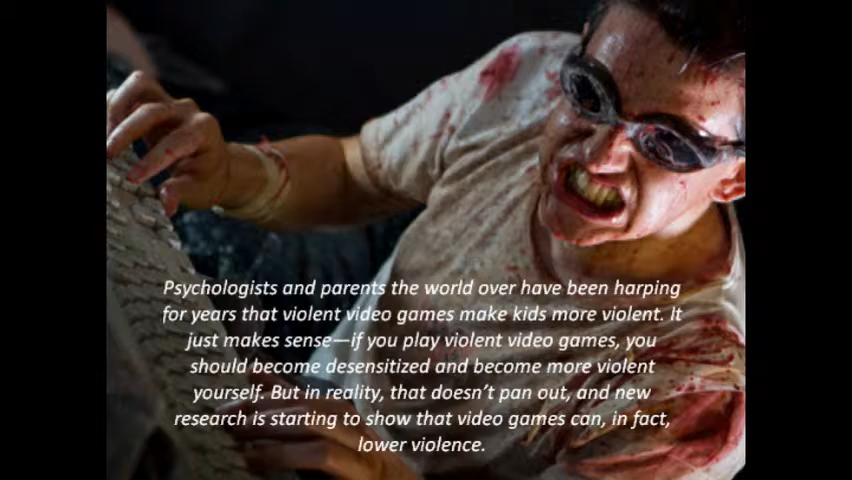 Psychologists and parents the world over have been harping
for years that violent video games make kids more violent. It
just makes sense—if you play violent video games, you
should become desensitized and become more violent
yourself. But in reality, that doesn’t pan out, and new
research is starting to show that video games can, in fact,
lower violence.